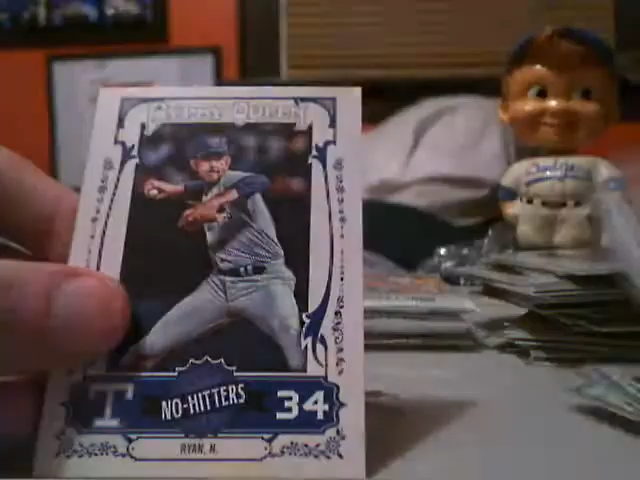 GYPSY QUEEN
Dodgers
T
NO-HITTERS
34
RYAN, N.